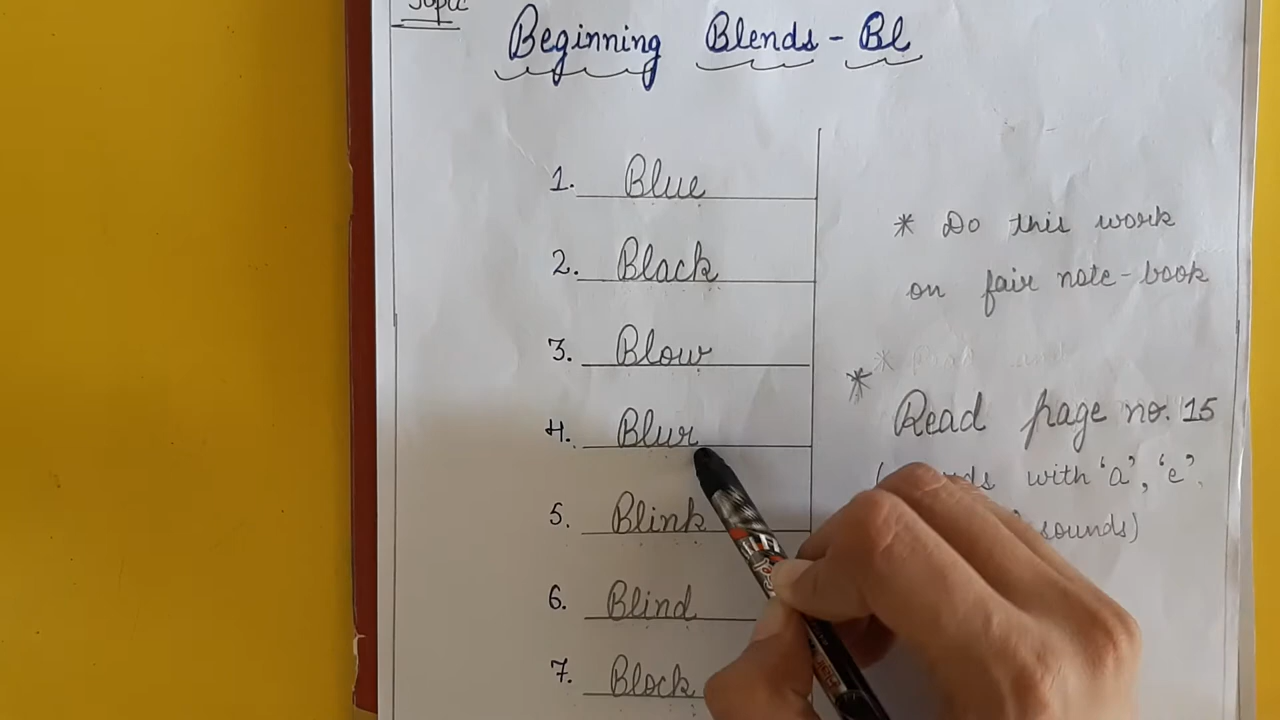 Topic
Beginning Blends - Bl
1. Blue
2. Black
3. Blow
4. Blur
5. Blink
6. Blind
7. Block
* Do this work
on fair note-book
*
Read page no. 15
with 'a', 'e'.
sounds)